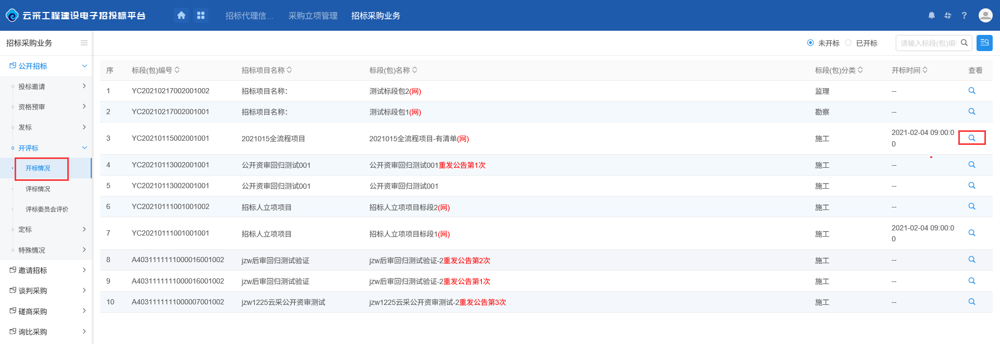 云采工程建设电子招投标平台
招标代理信...
采购立项管理
招标采购业务
?
招标采购业务
未开标
已开标
请输入标段(包)编
公开招标
投标邀请
资格预审
发标
开评标
开标情况
评标情况
评标委员会评价
定标
特殊情况
邀请招标
谈判采购
磋商采购
询比采购
序 标段(包)编号 招标项目名称 标段(包)名称 标段(包)分类 开标时间 查看
1 YC20210217002001002 招标项目名称： 测试标段包2(网) 监理 --
2 YC20210217002001001 招标项目名称： 测试标段包1(网) 勘察 --
3 YC20210115002001001 2021015全流程项目 2021015全流程项目-有清单(网) 施工 2021-02-04 09:00:0
0
4 YC20210113002001001 公开资审回归测试001 公开资审回归测试001重发公告第1次 施工 --
5 YC20210113002001001 公开资审回归测试001 公开资审回归测试001 施工 --
6 YC20210111001001002 招标人立项项目 招标人立项项目标段2(网) 施工 --
7 YC20210111001001001 招标人立项项目 招标人立项项目标段1(网) 施工 2021-02-04 09:00:0
0
8 A4031111111000016001002 jzw后审回归测试验证 jzw后审回归测试验证-2重发公告第2次 施工 --
9 A4031111111000016001002 jzw后审回归测试验证 jzw后审回归测试验证-2重发公告第1次 施工 --
10 A4031111111000007001002 jzw1225云采公开资审测试 jzw1225云采公开资审测试-2重发公告第3次 施工 --